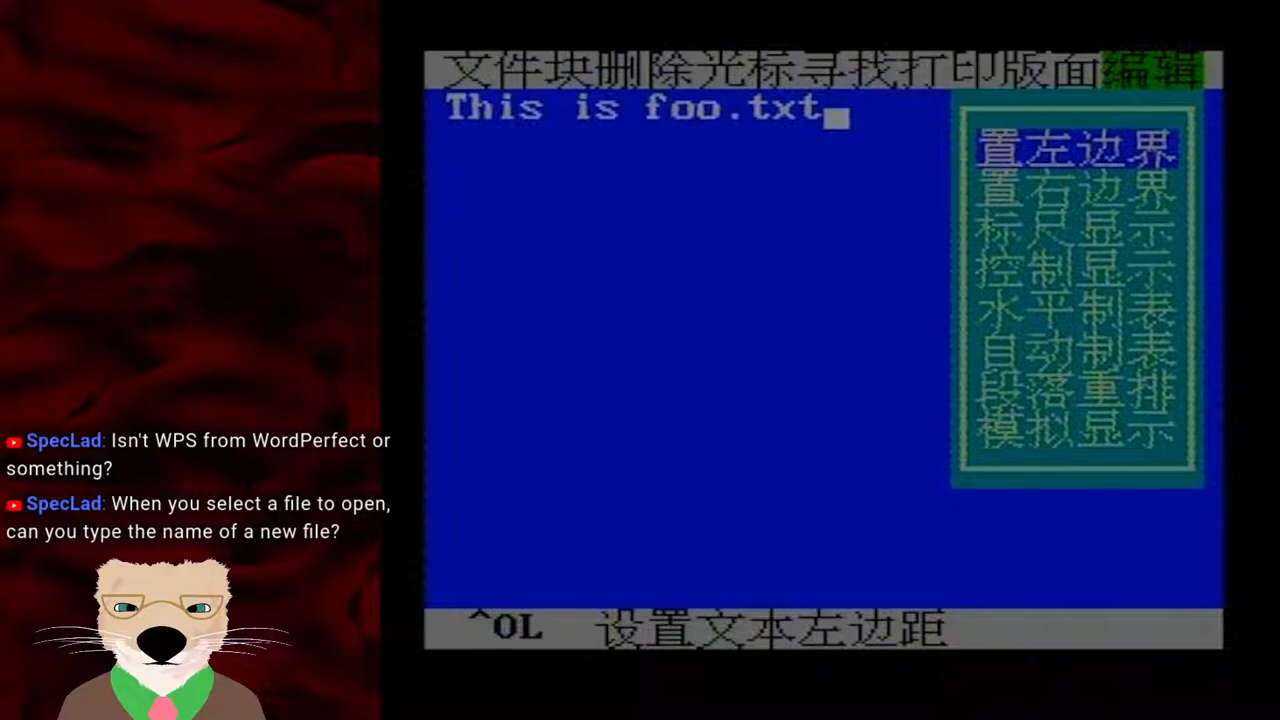 文件块删除光标寻找打印版面编辑
This is foo.txt
置左边界
置右边界
标尺显示
控制显示
水平制表
自动制表
段落重排
模拟显示
^OL 设置文本左边距
SpecLad: Isn't WPS from WordPerfect or
something?
SpecLad: When you select a file to open,
can you type the name of a new file?